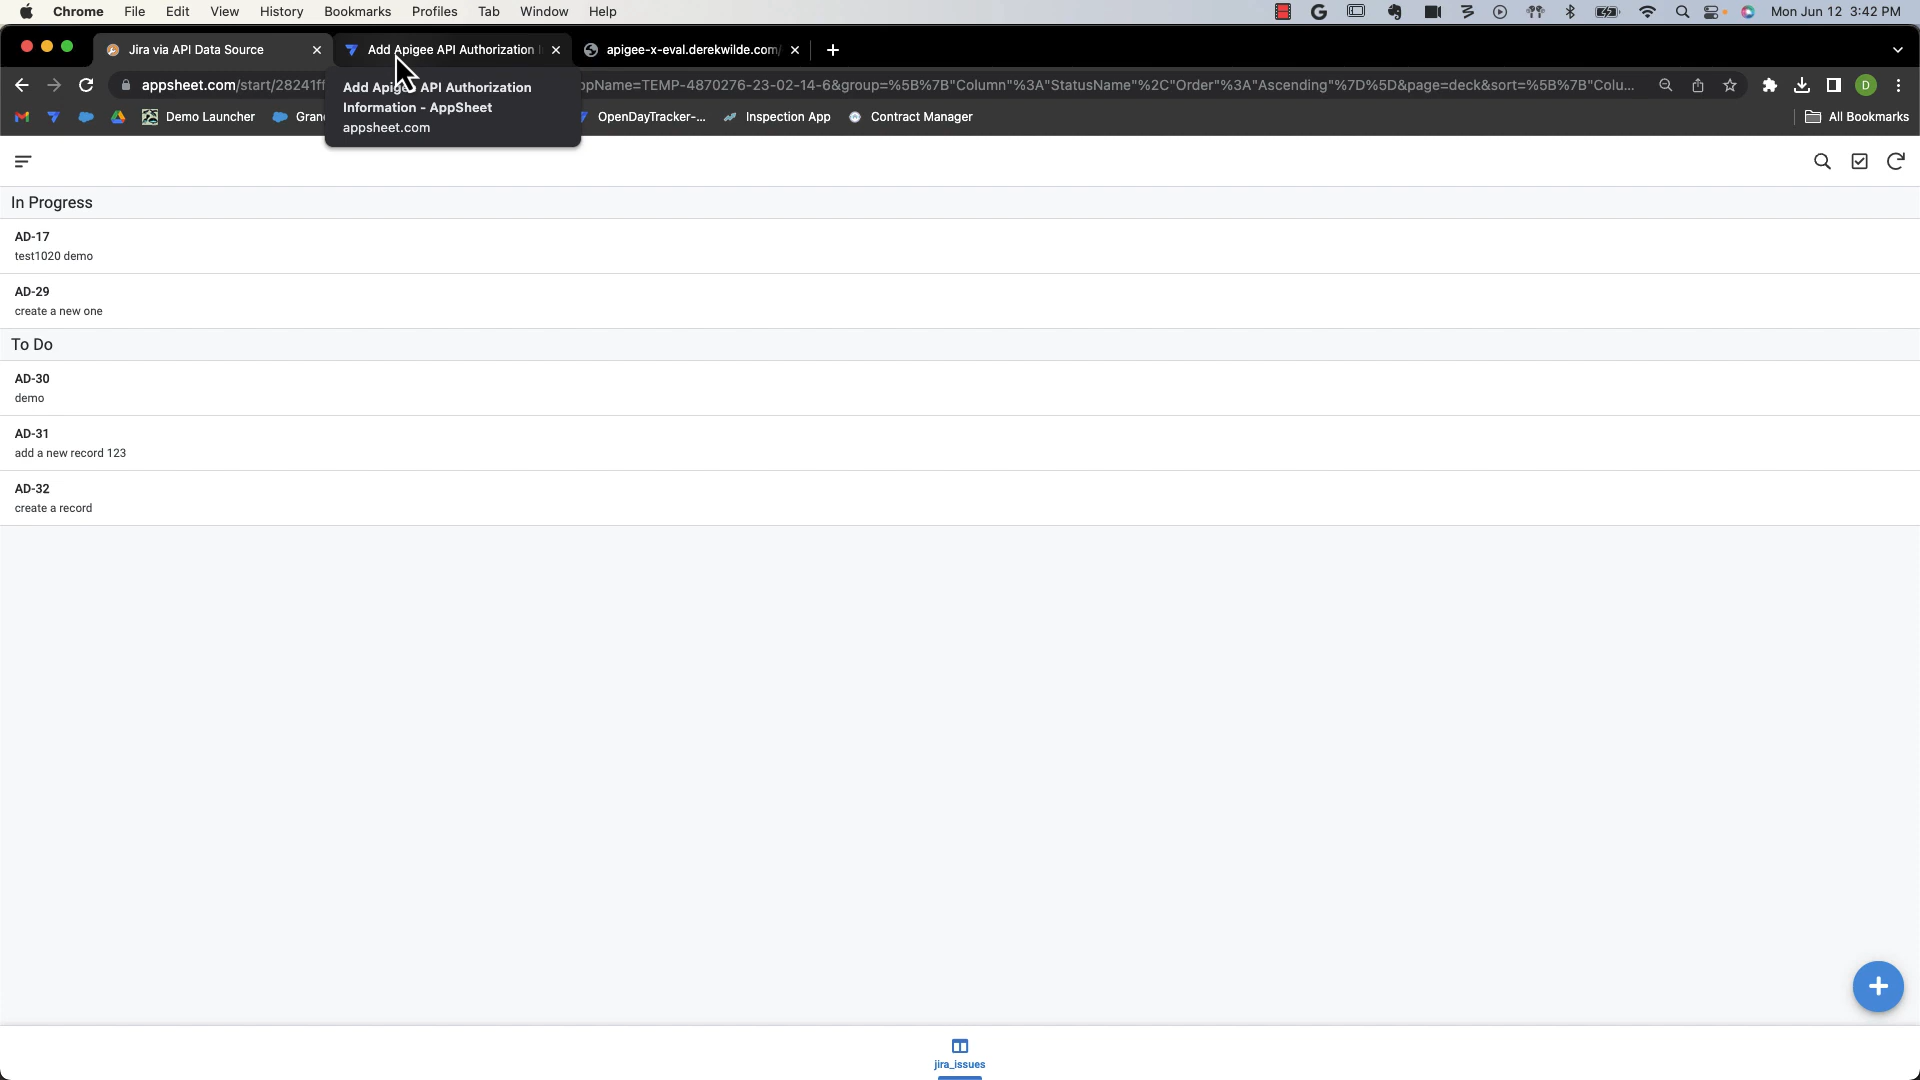 Chrome File Edit View History Bookmarks Profiles Tab Window Help Mon Jun 12 3:42 PM
Jira via API Data Source Add Apigee API Authorization apigee-x-eval.derekwilde.com/
appsheet.com/start/28241ff pName=TEMP-4870276-23-02-14-6&group=%5B%7B"Column"%3A"StatusName"%2C"Order"%3A"Ascending"%7D%5D&page=deck&sort=%5B%7B"Colu... D
Add API Authorization
Information - AppSheet
appsheet.com
Demo Launcher OpenDayTracker-... Inspection App Contract Manager All Bookmarks
In Progress
AD-17
test1020 demo
AD-29
create a new one
To Do
AD-30
demo
AD-31
add a new record 123
AD-32
create a record
jira_issues